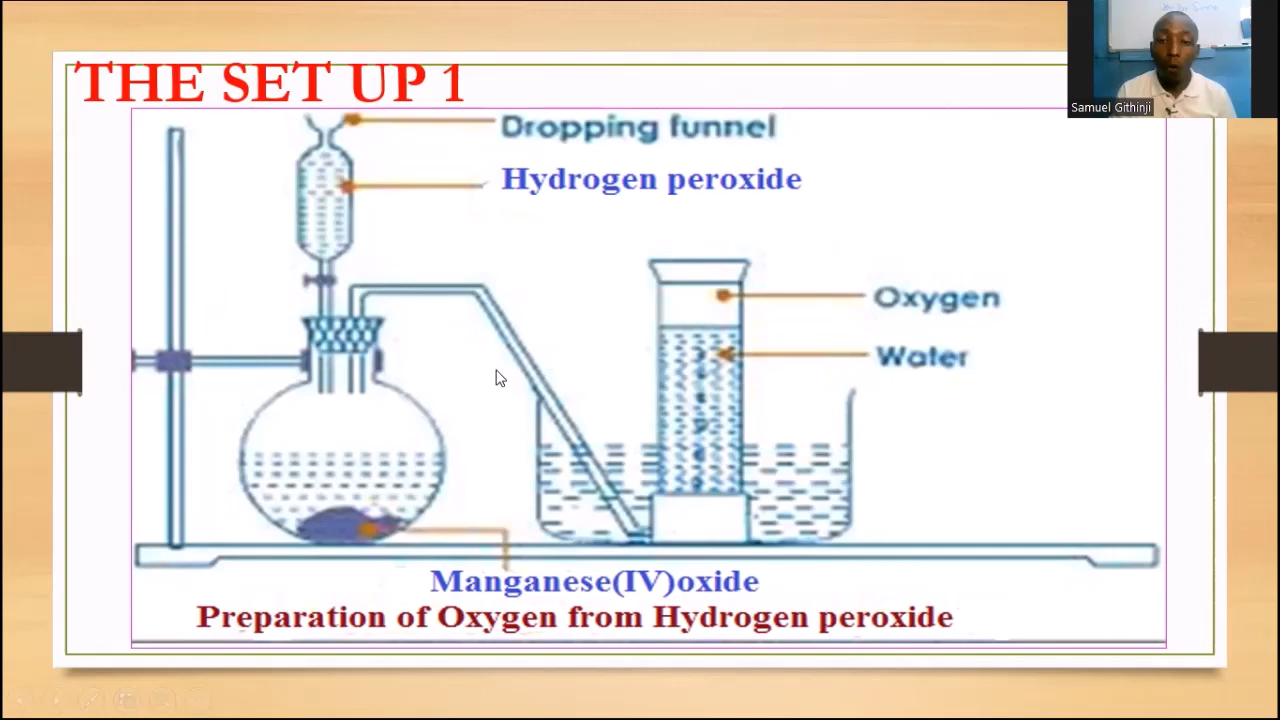 THE SET UP 1
Samuel Githinji
Dropping funnel
Hydrogen peroxide
Oxygen
Water
Manganese(IV)oxide
Preparation of Oxygen from Hydrogen peroxide